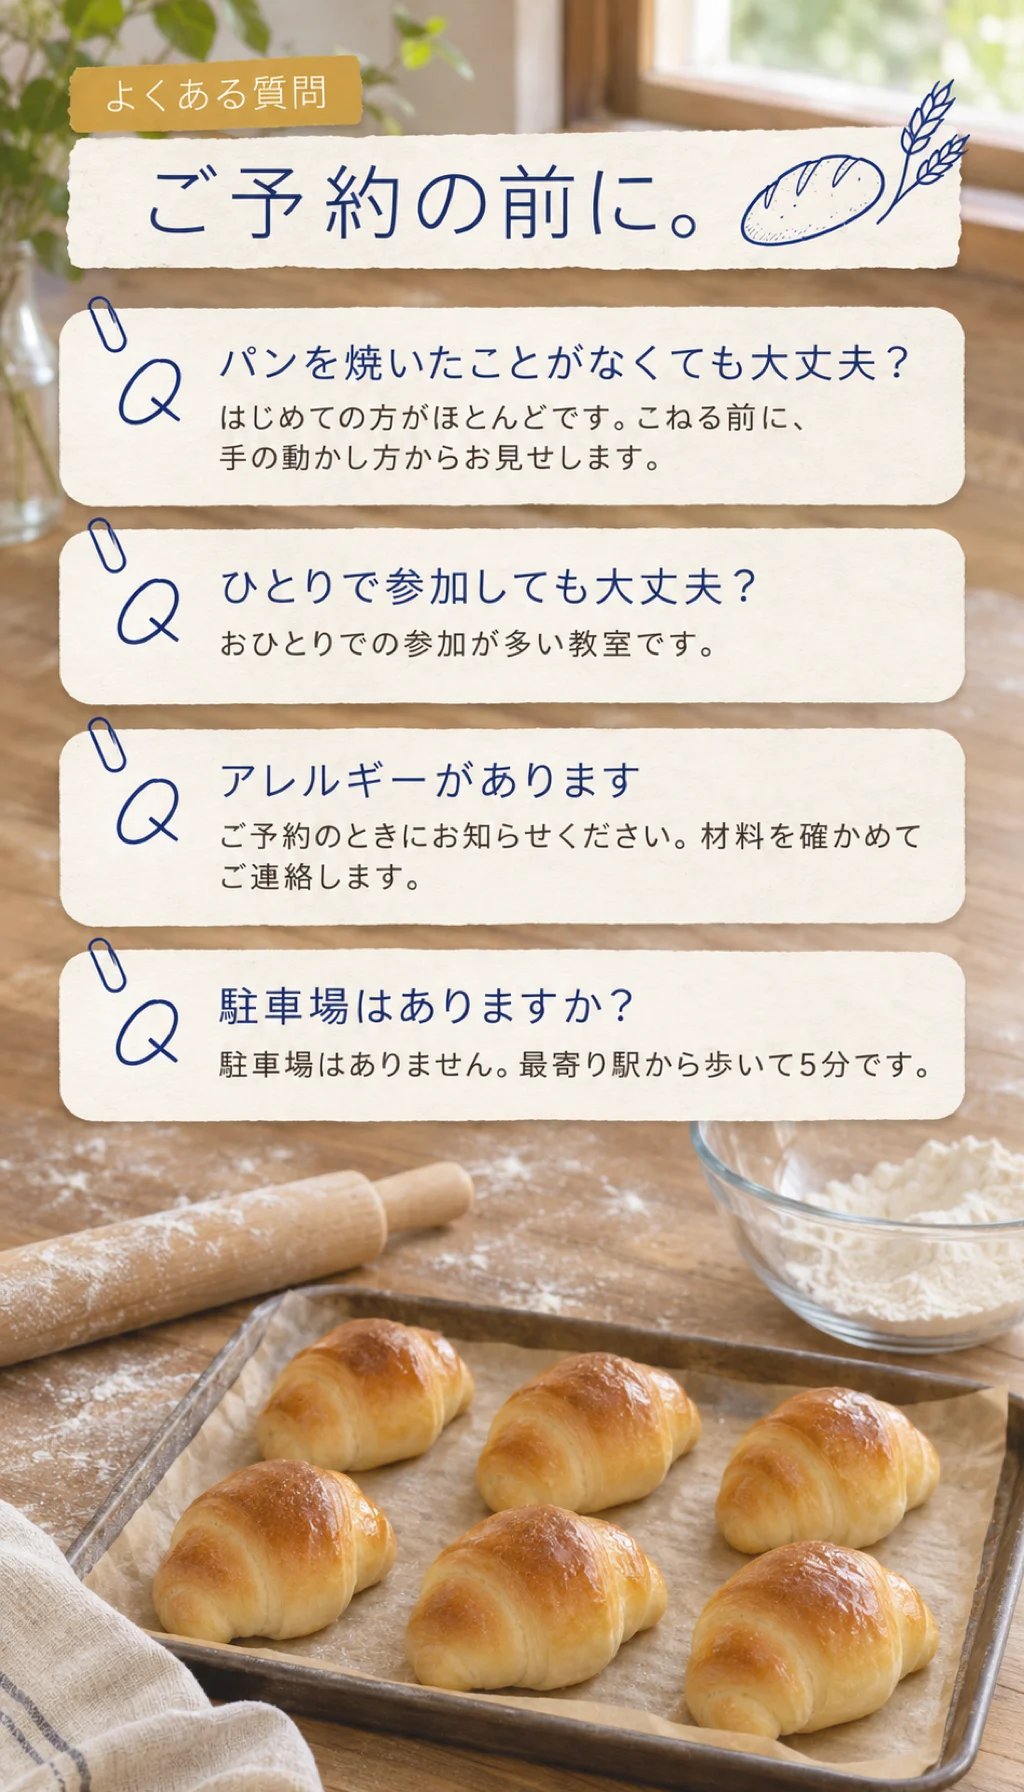 よくある質問
ご予約の前に。
Q
パンを焼いたことがなくても大丈夫？
はじめての方がほとんどです。こねる前に、
手の動かし方からお見せします。
Q
ひとりで参加しても大丈夫？
おひとりでの参加が多い教室です。
Q
アレルギーがあります
ご予約のときにお知らせください。材料を確かめて
ご連絡します。
Q
駐車場はありますか？
駐車場はありません。最寄り駅から歩いて5分です。